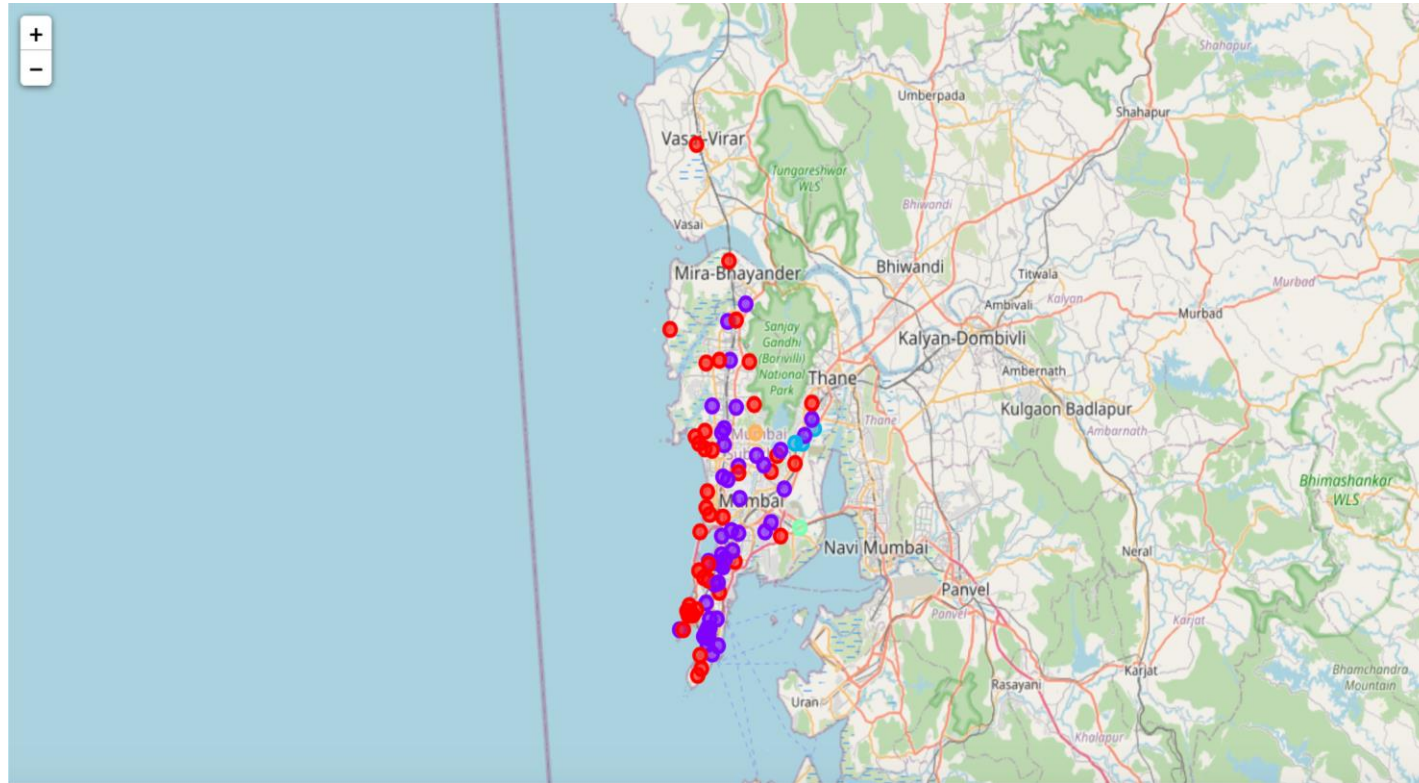 +
−
Shahapur
Umberpada
Shahapur
Vasai-Virar
Tungareshwar
WLS
Bhiwandi
Vasai
Mira-Bhayander
Bhiwandi
Titwala
Murbad
Ambivali
Kalyan
Murbad
Sanjay
Gandhi
(Borivili)
National
Park
Kalyan-Dombivli
Thane
Ambernath
Kulgaon Badlapur
Thane
Ambarnath
Mumbai
Bhimashankar
WLS
Mumbai
Navi Mumbai
Neral
Panvel
Panvel
Karjat
Karjat
Bhamchandra
Mountain
Rasayani
Uran
Khalapur